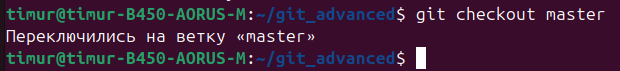 timur@timur-B450-AORUS-M:~/git_advanced$ git checkout master
Переключились на ветку «master»
timur@timur-B450-AORUS-M:~/git_advanced$